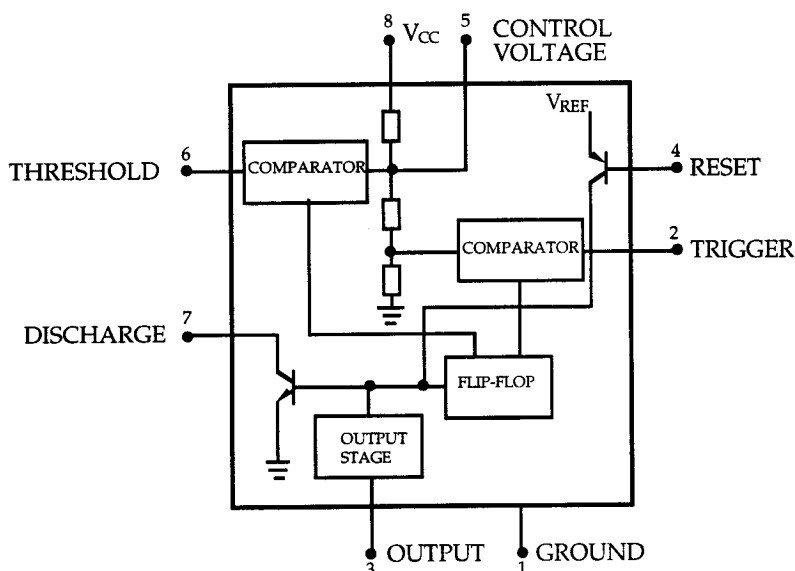 8 VCC
5 CONTROL
VOLTAGE
VREF
6
THRESHOLD
COMPARATOR
4
RESET
2
TRIGGER
COMPARATOR
7
DISCHARGE
FLIP-FLOP
OUTPUT
STAGE
3 OUTPUT
1 GROUND